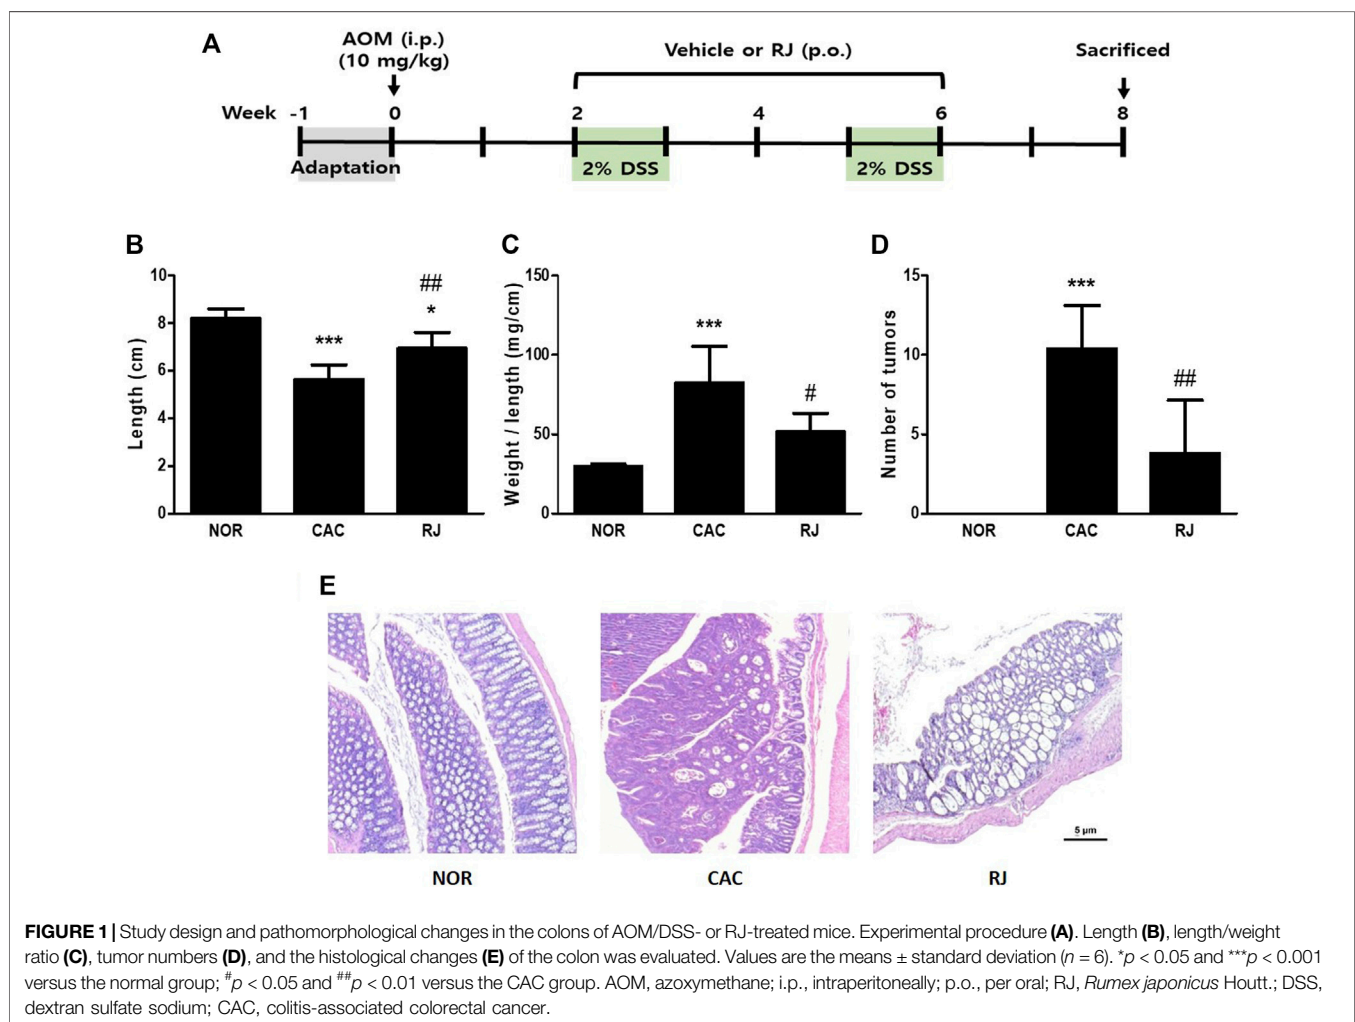 A
AOM (i.p.)
(10 mg/kg)
Vehicle or RJ (p.o.)
Sacrificed
Week -1 0 2 4 6 8
Adaptation 2% DSS 2% DSS
B
Length (cm)
10
8
6
4
2
0
***
##
*
NOR CAC RJ
C
Weight / length (mg/cm)
150
100
50
0
***
#
NOR CAC RJ
D
Number of tumors
15
10
5
0
***
##
NOR CAC RJ
E
5 μm
NOR CAC RJ
FIGURE 1 | Study design and pathomorphological changes in the colons of AOM/DSS- or RJ-treated mice. Experimental procedure (A). Length (B), length/weight
ratio (C), tumor numbers (D), and the histological changes (E) of the colon was evaluated. Values are the means ± standard deviation (n = 6). *p < 0.05 and ***p < 0.001
versus the normal group; #p < 0.05 and ##p < 0.01 versus the CAC group. AOM, azoxymethane; i.p., intraperitoneally; p.o., per oral; RJ, Rumex japonicus Houtt.; DSS,
dextran sulfate sodium; CAC, colitis-associated colorectal cancer.